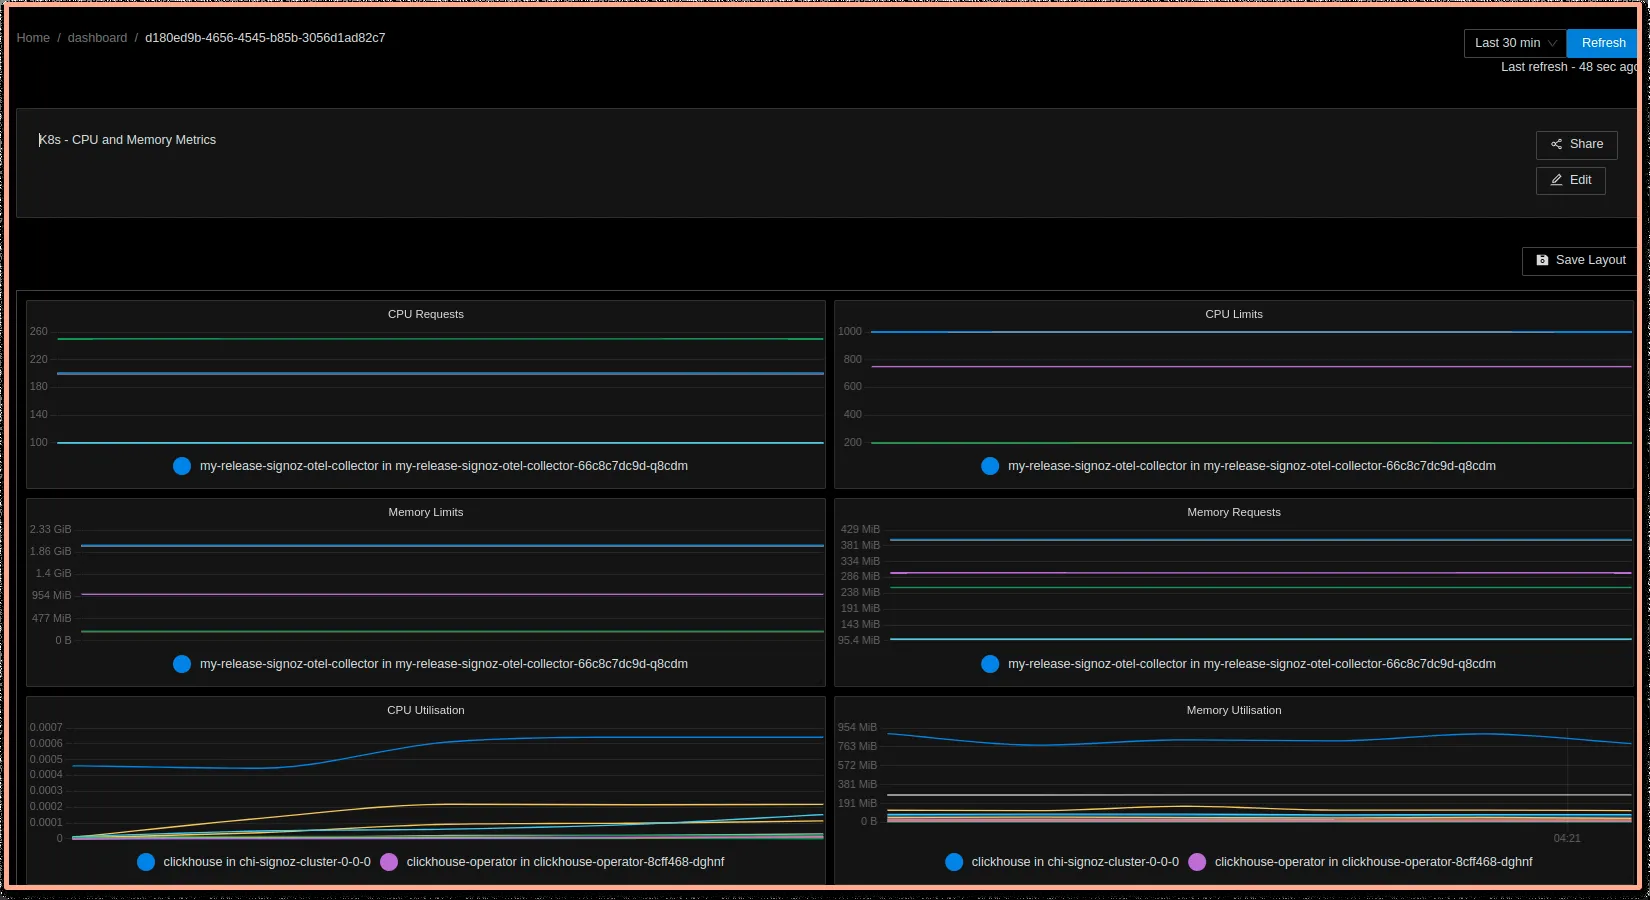 Home / dashboard / d180ed9b-4656-4545-b85b-3056d1ad82c7
Last 30 min
Refresh
Last refresh - 48 sec ago
K8s - CPU and Memory Metrics
Share
Edit
Save Layout
CPU Requests
260
220
180
140
100
my-release-signoz-otel-collector in my-release-signoz-otel-collector-66c8c7dc9d-q8cdm
CPU Limits
1000
800
600
400
200
my-release-signoz-otel-collector in my-release-signoz-otel-collector-66c8c7dc9d-q8cdm
Memory Limits
2.33 GiB
1.86 GiB
1.4 GiB
954 MiB
477 MiB
0 B
my-release-signoz-otel-collector in my-release-signoz-otel-collector-66c8c7dc9d-q8cdm
Memory Requests
429 MiB
381 MiB
334 MiB
286 MiB
238 MiB
191 MiB
143 MiB
95.4 MiB
my-release-signoz-otel-collector in my-release-signoz-otel-collector-66c8c7dc9d-q8cdm
CPU Utilisation
0.0007
0.0006
0.0005
0.0004
0.0003
0.0002
0.0001
0
clickhouse in chi-signoz-cluster-0-0-0 clickhouse-operator in clickhouse-operator-8cff468-dghnf
Memory Utilisation
954 MiB
763 MiB
572 MiB
381 MiB
191 MiB
0 B
04:21
clickhouse in chi-signoz-cluster-0-0-0 clickhouse-operator in clickhouse-operator-8cff468-dghnf